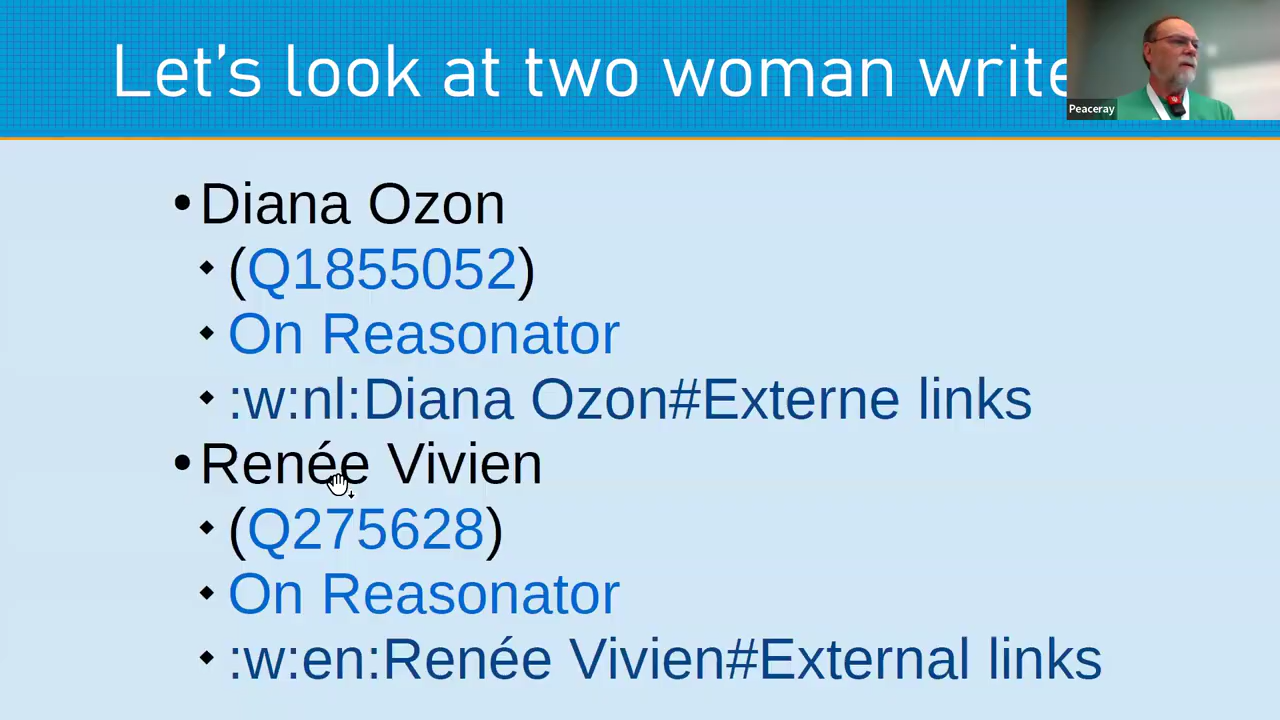 Let's look at two woman write
Peaceray
•Diana Ozon
(Q1855052)
On Reasonator
:w:nl:Diana Ozon#Externe links
•Renée Vivien
(Q275628)
On Reasonator
:w:en:Renée Vivien#External links